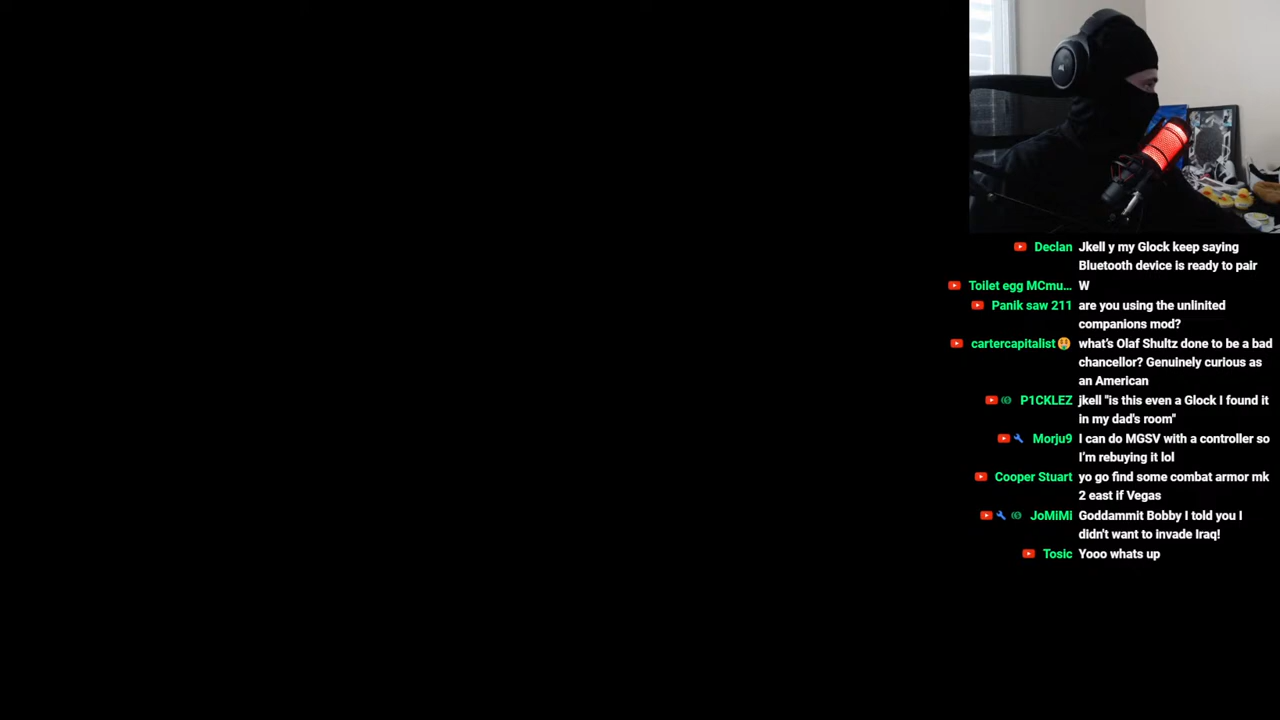 Declan Jkell y my Glock keep saying
Bluetooth device is ready to pair
Toilet egg MCmu... W
Panik saw 211 are you using the unlinited
companions mod?
cartercapitalist🤑 what's Olaf Shultz done to be a bad
chancellor? Genuinely curious as
an American
P1CKLEZ jkell "is this even a Glock I found it
in my dad's room"
Morju9 I can do MGSV with a controller so
I'm rebuying it lol
Cooper Stuart yo go find some combat armor mk
2 east if Vegas
JoMiMi Goddammit Bobby I told you I
didn't want to invade Iraq!
Tosic Yooo whats up